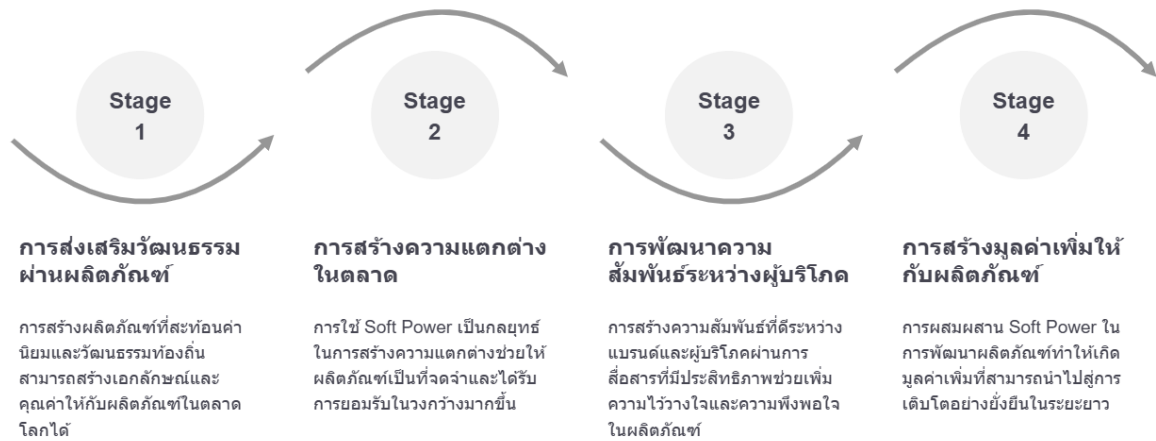 Stage
1
Stage
2
Stage
3
Stage
4
การส่งเสริมวัฒนธรรม
ผ่านผลิตภัณฑ์
การสร้างผลิตภัณฑ์ที่สะท้อนค่า
นิยมและวัฒนธรรมท้องถิ่น
สามารถสร้างเอกลักษณ์และ
คุณค่าให้กับผลิตภัณฑ์ในตลาด
โลกได้
การสร้างความแตกต่าง
ในตลาด
การใช้ Soft Power เป็นกลยุทธ์
ในการสร้างความแตกต่างช่วยให้
ผลิตภัณฑ์เป็นที่จดจำและได้รับ
การยอมรับในวงกว้างมากขึ้น
การพัฒนาความ
สัมพันธ์ระหว่างผู้บริโภค
การสร้างความสัมพันธ์ที่ดีระหว่าง
แบรนด์และผู้บริโภคผ่านการ
สื่อสารที่มีประสิทธิภาพช่วยเพิ่ม
ความไว้วางใจและความพึงพอใจ
ในผลิตภัณฑ์
การสร้างมูลค่าเพิ่มให้
กับผลิตภัณฑ์
การผสมผสาน Soft Power ใน
การพัฒนาผลิตภัณฑ์ทำให้เกิด
มูลค่าเพิ่มที่สามารถนำไปสู่การ
เติบโตอย่างยั่งยืนในระยะยาว